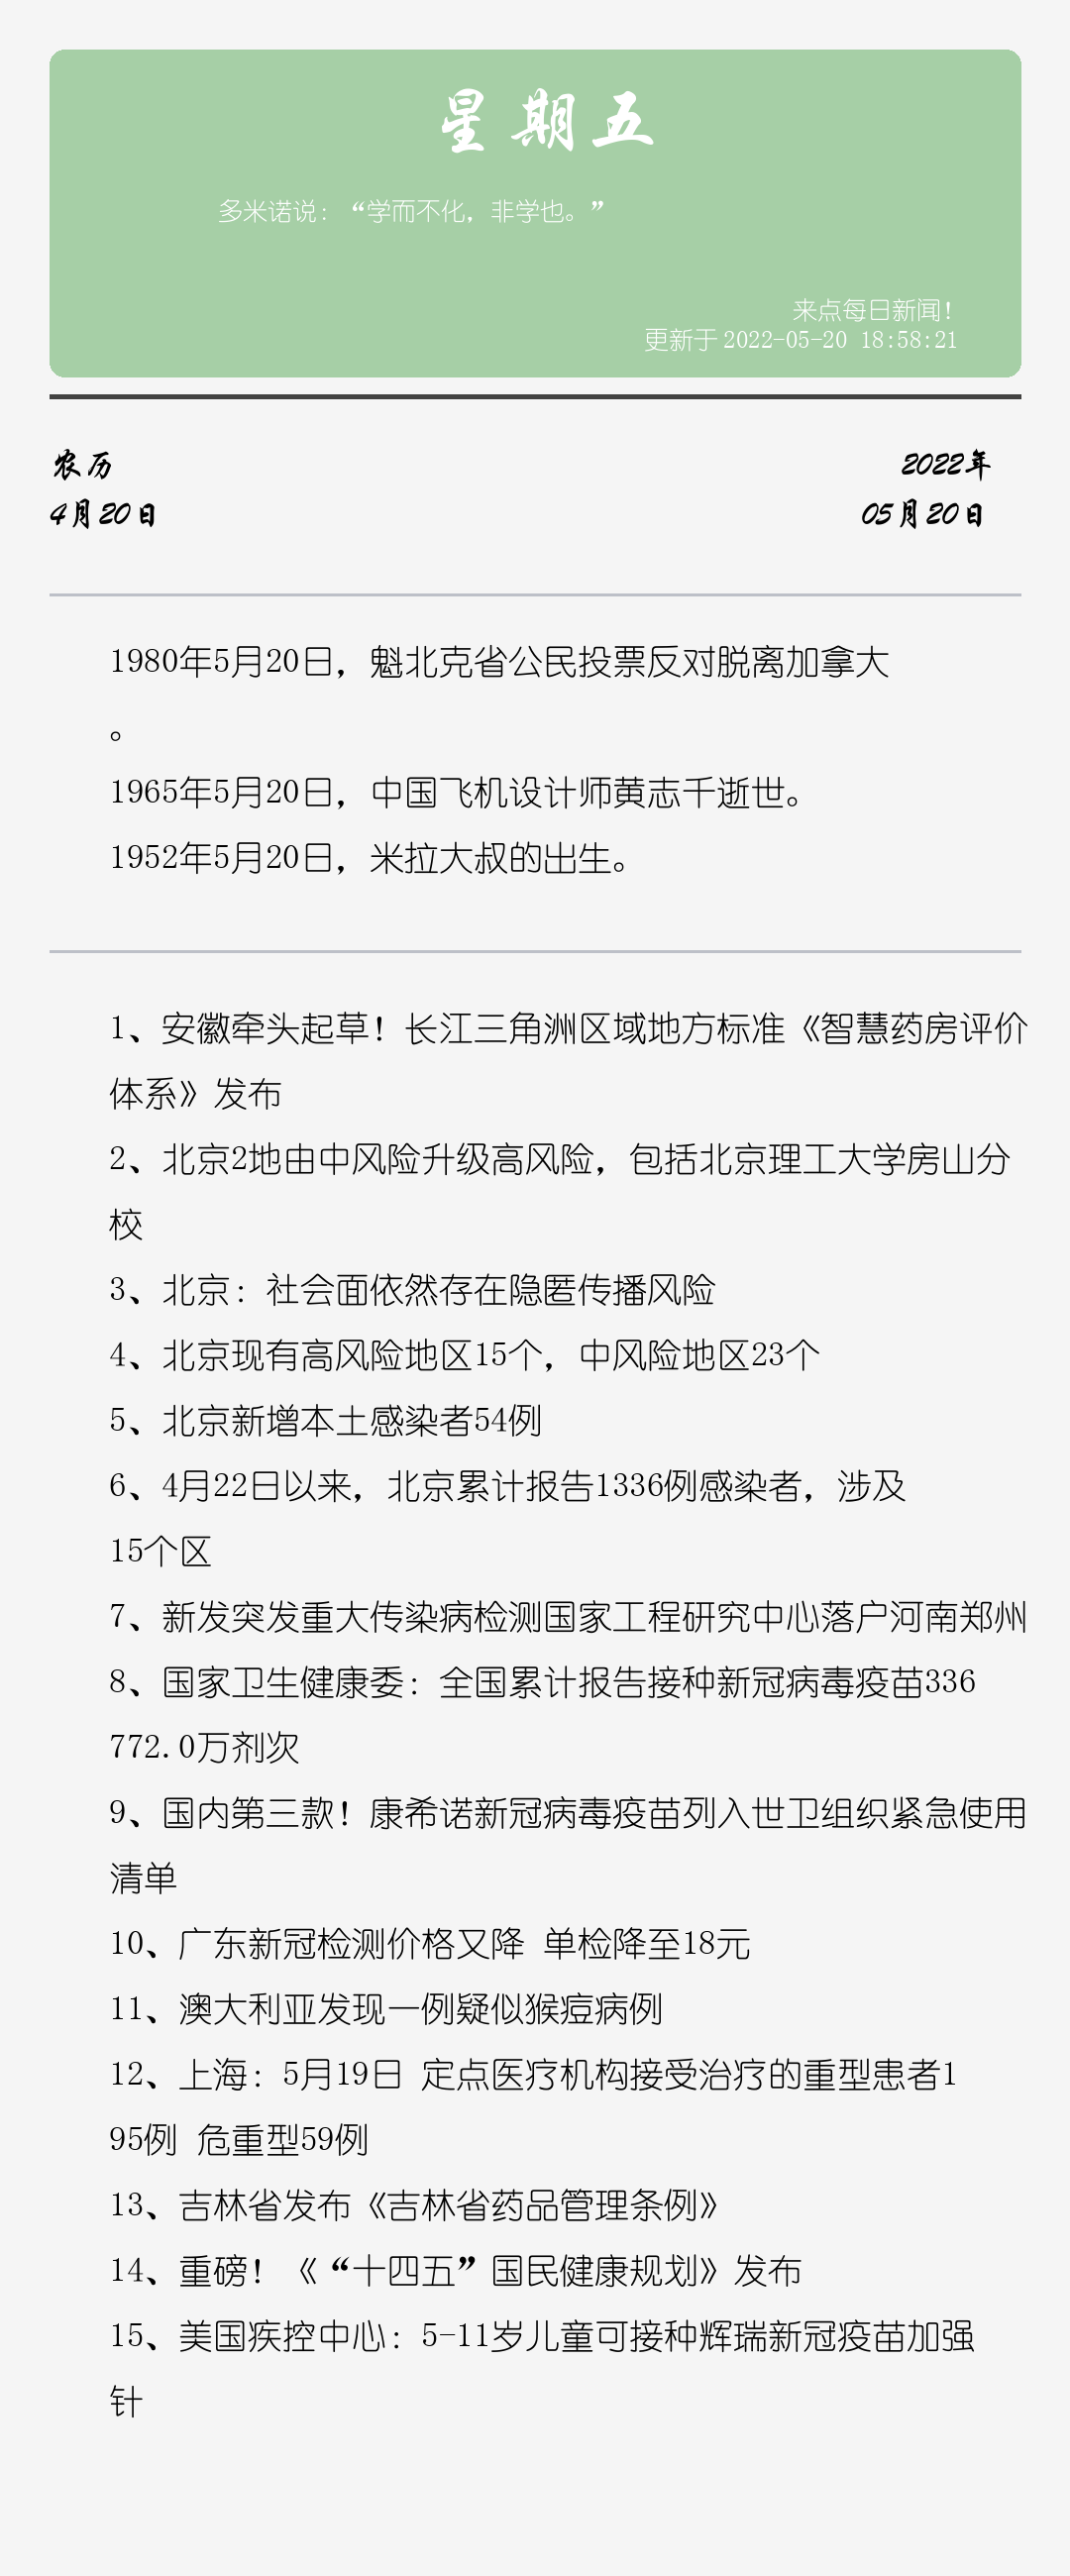 星期五
多米诺说：“学而不化，非学也。”
来点每日新闻！
更新于 2022-05-20 18:58:21
农历
2022年
4月20日
05月20日
1980年5月20日，魁北克省公民投票反对脱离加拿大
。
1965年5月20日，中国飞机设计师黄志千逝世。
1952年5月20日，米拉大叔的出生。
1、安徽牵头起草！长江三角洲区域地方标准《智慧药房评价
体系》发布
2、北京2地由中风险升级高风险，包括北京理工大学房山分
校
3、北京：社会面依然存在隐匿传播风险
4、北京现有高风险地区15个，中风险地区23个
5、北京新增本土感染者54例
6、4月22日以来，北京累计报告1336例感染者，涉及
15个区
7、新发突发重大传染病检测国家工程研究中心落户河南郑州
8、国家卫生健康委：全国累计报告接种新冠病毒疫苗336
772.0万剂次
9、国内第三款！康希诺新冠病毒疫苗列入世卫组织紧急使用
清单
10、广东新冠检测价格又降 单检降至18元
11、澳大利亚发现一例疑似猴痘病例
12、上海：5月19日 定点医疗机构接受治疗的重型患者1
95例 危重型59例
13、吉林省发布《吉林省药品管理条例》
14、重磅！《“十四五”国民健康规划》发布
15、美国疾控中心：5-11岁儿童可接种辉瑞新冠疫苗加强
针